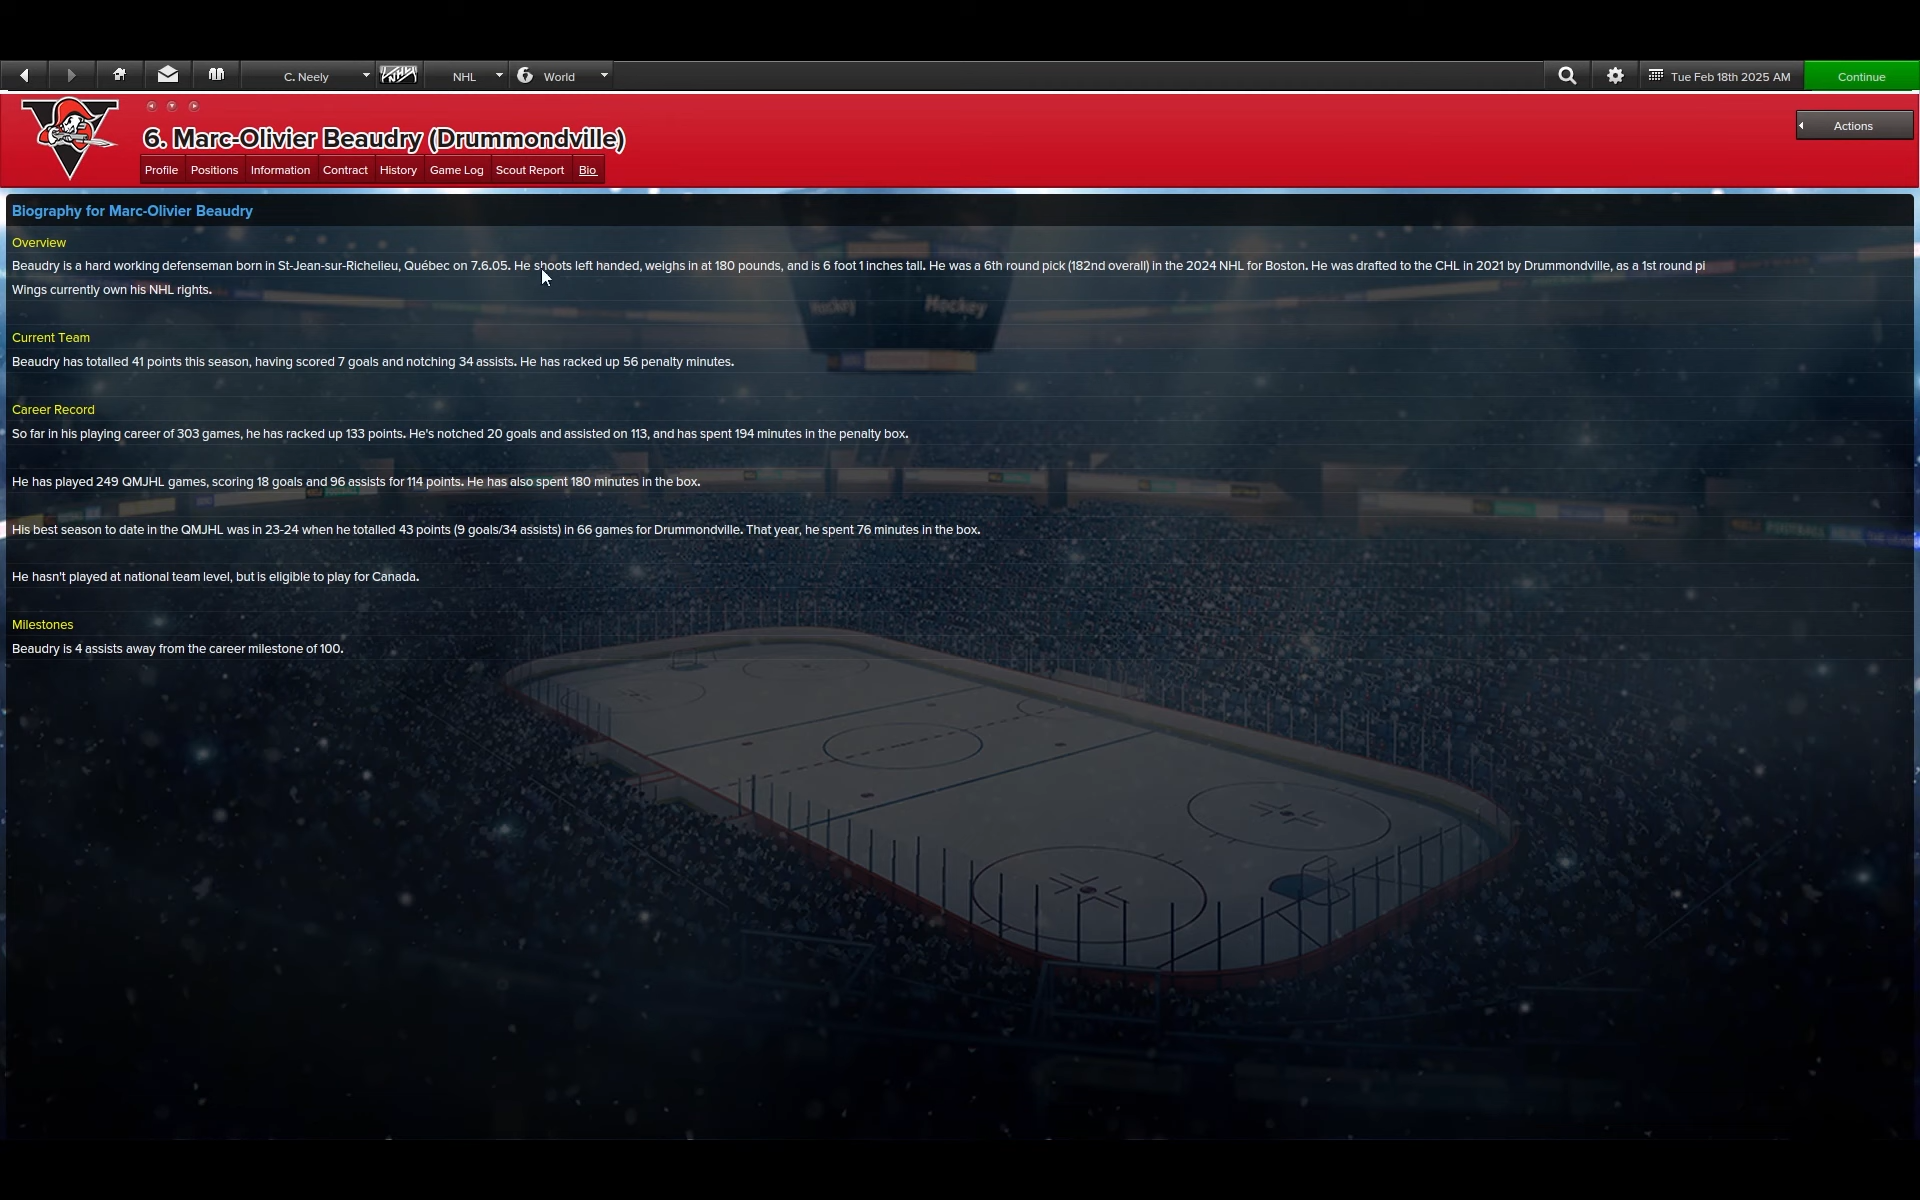 C. Neely
NHL
NHL
World
Tue Feb 18th 2025 AM
Continue
6. Marc-Olivier Beaudry (Drummondville)
Actions
Profile Positions Information Contract History Game Log Scout Report Bio
Biography for Marc-Olivier Beaudry
Overview
Beaudry is a hard working defenseman born in St-Jean-sur-Richelieu, Québec on 7.6.05. He shoots left handed, weighs in at 180 pounds, and is 6 foot 1 inches tall. He was a 6th round pick (182nd overall) in the 2024 NHL for Boston. He was drafted to the CHL in 2021 by Drummondville, as a 1st round pi
Wings currently own his NHL rights.
Current Team
Beaudry has totalled 41 points this season, having scored 7 goals and notching 34 assists. He has racked up 56 penalty minutes.
Career Record
So far in his playing career of 303 games, he has racked up 133 points. He's notched 20 goals and assisted on 113, and has spent 194 minutes in the penalty box.
He has played 249 QMJHL games, scoring 18 goals and 96 assists for 114 points. He has also spent 180 minutes in the box.
His best season to date in the QMJHL was in 23-24 when he totalled 43 points (9 goals/34 assists) in 66 games for Drummondville. That year, he spent 76 minutes in the box.
He hasn't played at national team level, but is eligible to play for Canada.
Milestones
Beaudry is 4 assists away from the career milestone of 100.
Hockey Hockey